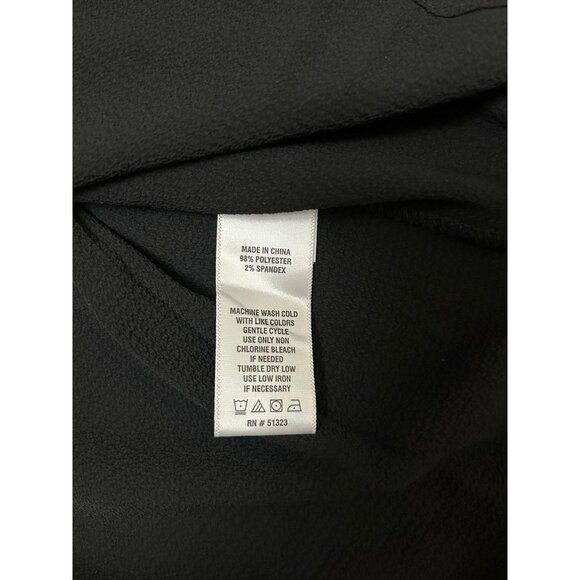 MADE IN CHINA
98% POLYESTER
2% SPANDEX
MACHINE WASH COLD
WITH LIKE COLORS
GENTLE CYCLE
USE ONLY NON
CHLORINE BLEACH
IF NEEDED
TUMBLE DRY LOW
USE LOW IRON
IF NECESSARY
RN # 51323